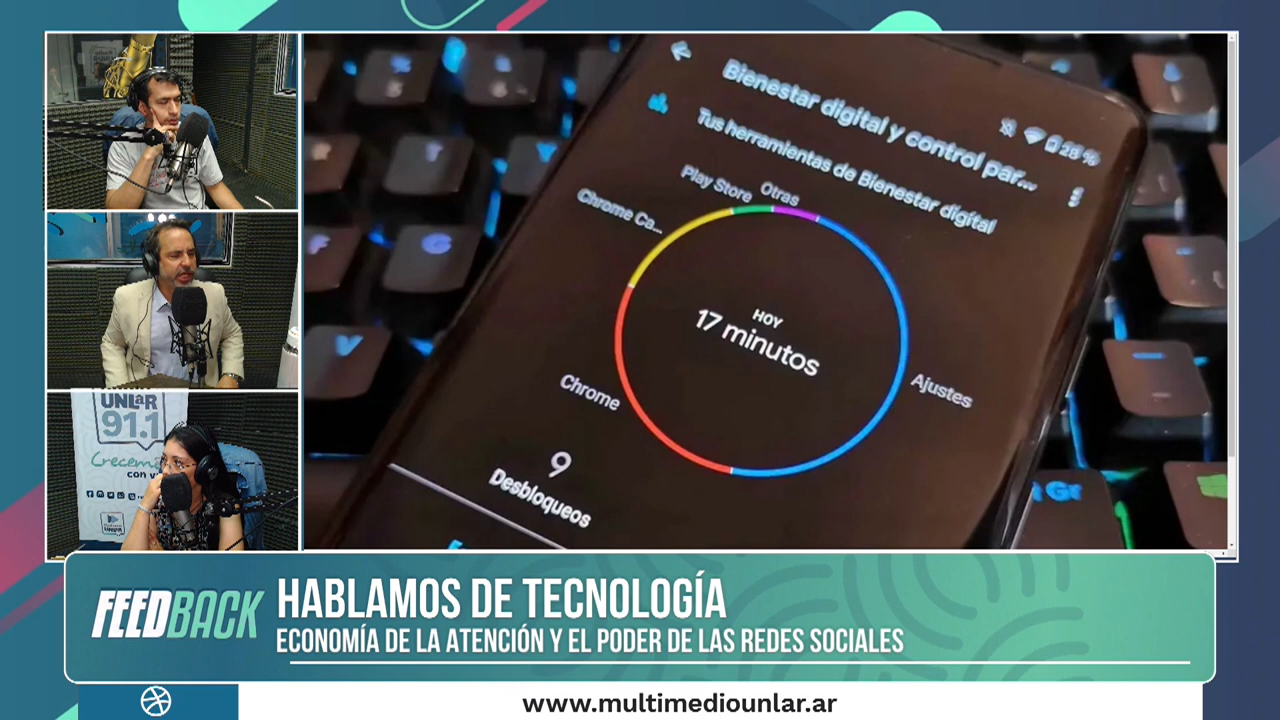 Bienestar digital y control par...
28 %
Tus herramientas de Bienestar digital
Play Store
Otras
Chrome Ca...
HOY
17 minutos
Chrome
Ajustes
9
Desbloqueos
UNLaR
91.1
FEEDBACK
HABLAMOS DE TECNOLOGÍA
ECONOMÍA DE LA ATENCIÓN Y EL PODER DE LAS REDES SOCIALES
www.multimediounlar.ar